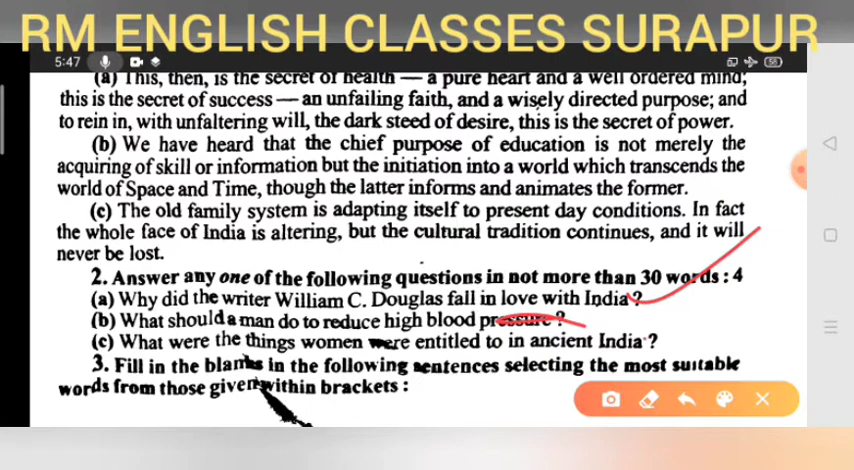 RM ENGLISH CLASSES SURAPUR
5:47
58
(a) This, then, is the secret of health — a pure heart and a well ordered mind;
this is the secret of success — an unfailing faith, and a wisely directed purpose; and
to rein in, with unfaltering will, the dark steed of desire, this is the secret of power.
(b) We have heard that the chief purpose of education is not merely the
acquiring of skill or information but the initiation into a world which transcends the
world of Space and Time, though the latter informs and animates the former.
(c) The old family system is adapting itself to present day conditions. In fact
the whole face of India is altering, but the cultural tradition continues, and it will
never be lost.
2. Answer any one of the following questions in not more than 30 words : 4
(a) Why did the writer William C. Douglas fall in love with India ?
(b) What should a man do to reduce high blood pressure ?
(c) What were the things women were entitled to in ancient India ?
3. Fill in the blanks in the following sentences selecting the most suitable
words from those given within brackets :